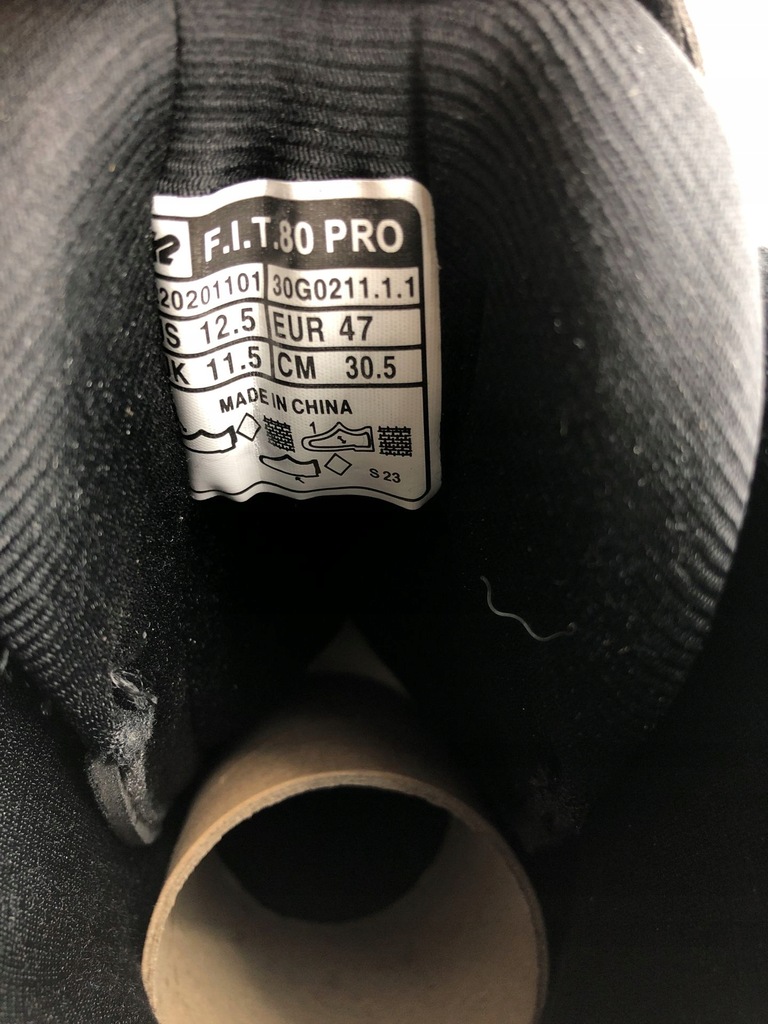 F.I.T.80 PRO
20201101 30G0211.1.1
S 12.5 EUR 47
K 11.5 CM 30.5
MADE IN CHINA
1
S 23